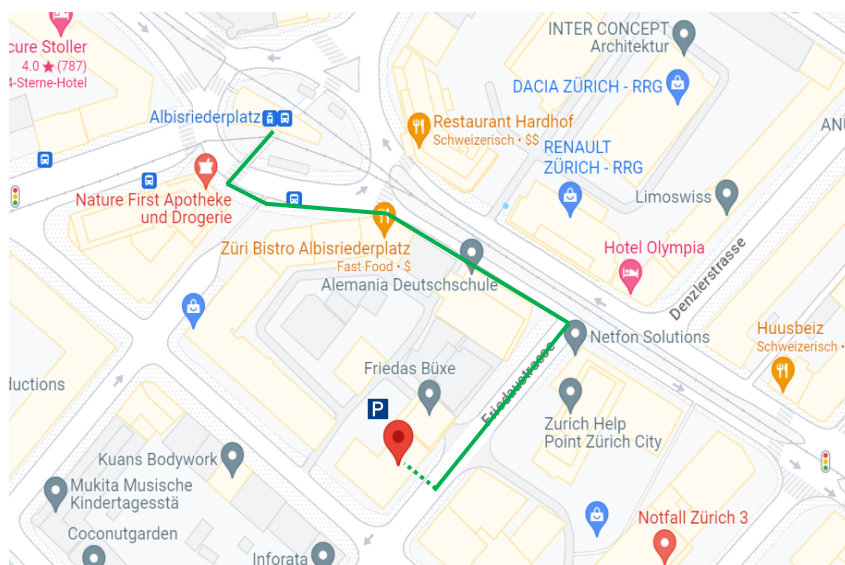 INTER CONCEPT
Architektur
cure Stoller
4.0 ★ (787)
4-Sterne-Hotel
DACIA ZÜRICH - RRG
Albisriederplatz
Restaurant Hardhof
Schweizerisch • $$
ANU
RENAULT
ZÜRICH - RRG
Nature First Apotheke
und Drogerie
Limoswiss
Züri Bistro Albisriederplatz
Fast Food • $
Hotel Olympia
Alemania Deutschschule
Denzlerstrasse
Netfon Solutions
Huusbeiz
Schweizerisch •
Friedaustrasse
Friedas Büxe
ductions
P
Zurich Help
Point Zürich City
Kuans Bodywork
Mukita Musische
Kindertagesstä
Notfall Zürich 3
Coconutgarden
Inforata